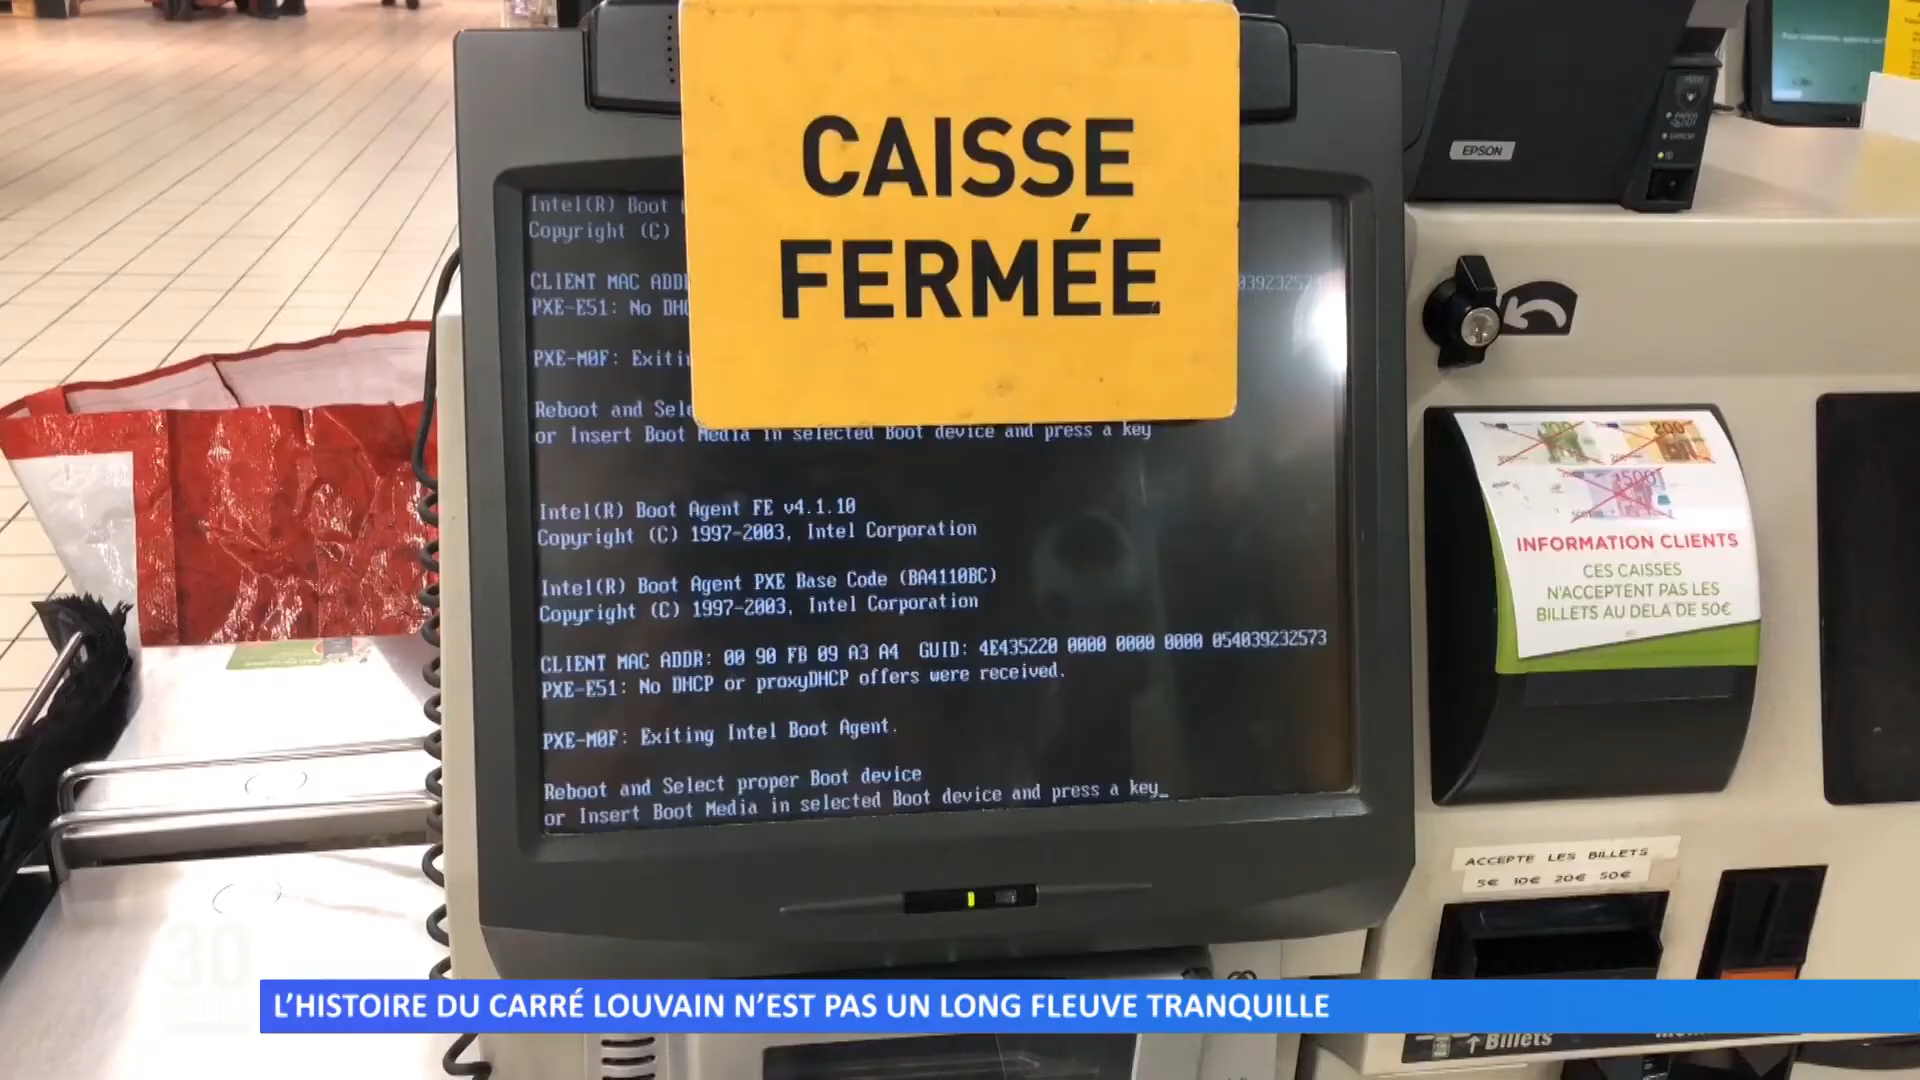 CAISSE
FERMÉE
Intel(R) Boot
Copyright (C)
CLIENT MAC ADD
PXE-E51: No DHC
PXE-M0F: Exiti
Reboot and Sele
or Insert Boot Media in selected Boot device and press a key
Intel(R) Boot Agent FE v4.1.10
Copyright (C) 1997-2003, Intel Corporation
Intel(R) Boot Agent PXE Base Code (BA4110BC)
Copyright (C) 1997-2003, Intel Corporation
CLIENT MAC ADDR: 00 90 FB 09 A3 A4 GUID: 4E435220 0000 0000 0000 054039232573
PXE-E51: No DHCP or proxyDHCP offers were received.
PXE-M0F: Exiting Intel Boot Agent.
Reboot and Select proper Boot device
or Insert Boot Media in selected Boot device and press a key_
EPSON
100
200
500
INFORMATION CLIENTS
CES CAISSES
N'ACCEPTENT PAS LES
BILLETS AU DELA DE 50€
ACCEPTE LES BILLETS
5€ 10€ 20€ 50€
30
L'HISTOIRE DU CARRÉ LOUVAIN N'EST PAS UN LONG FLEUVE TRANQUILLE
↑Billets